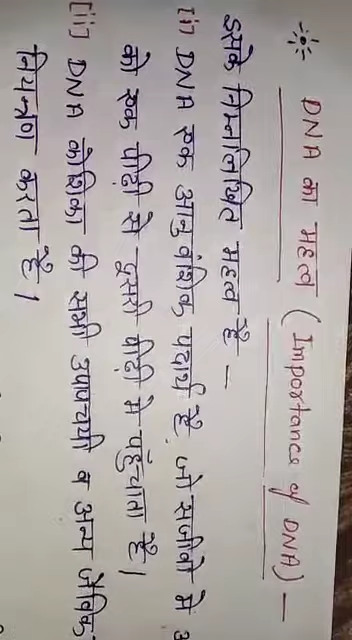 DNA का महत्व (Importance of DNA) —
इसके निम्नलिखित महत्व हैं —
[i] DNA एक आनुवंशिक पदार्थ है जो सजीवों मे
को एक पीढ़ी से दूसरी पीढ़ी मे पहुँचाता है।
[ii] DNA कोशिका की सभी उपापचयी व अन्य जैविक
नियन्त्रण करता है।